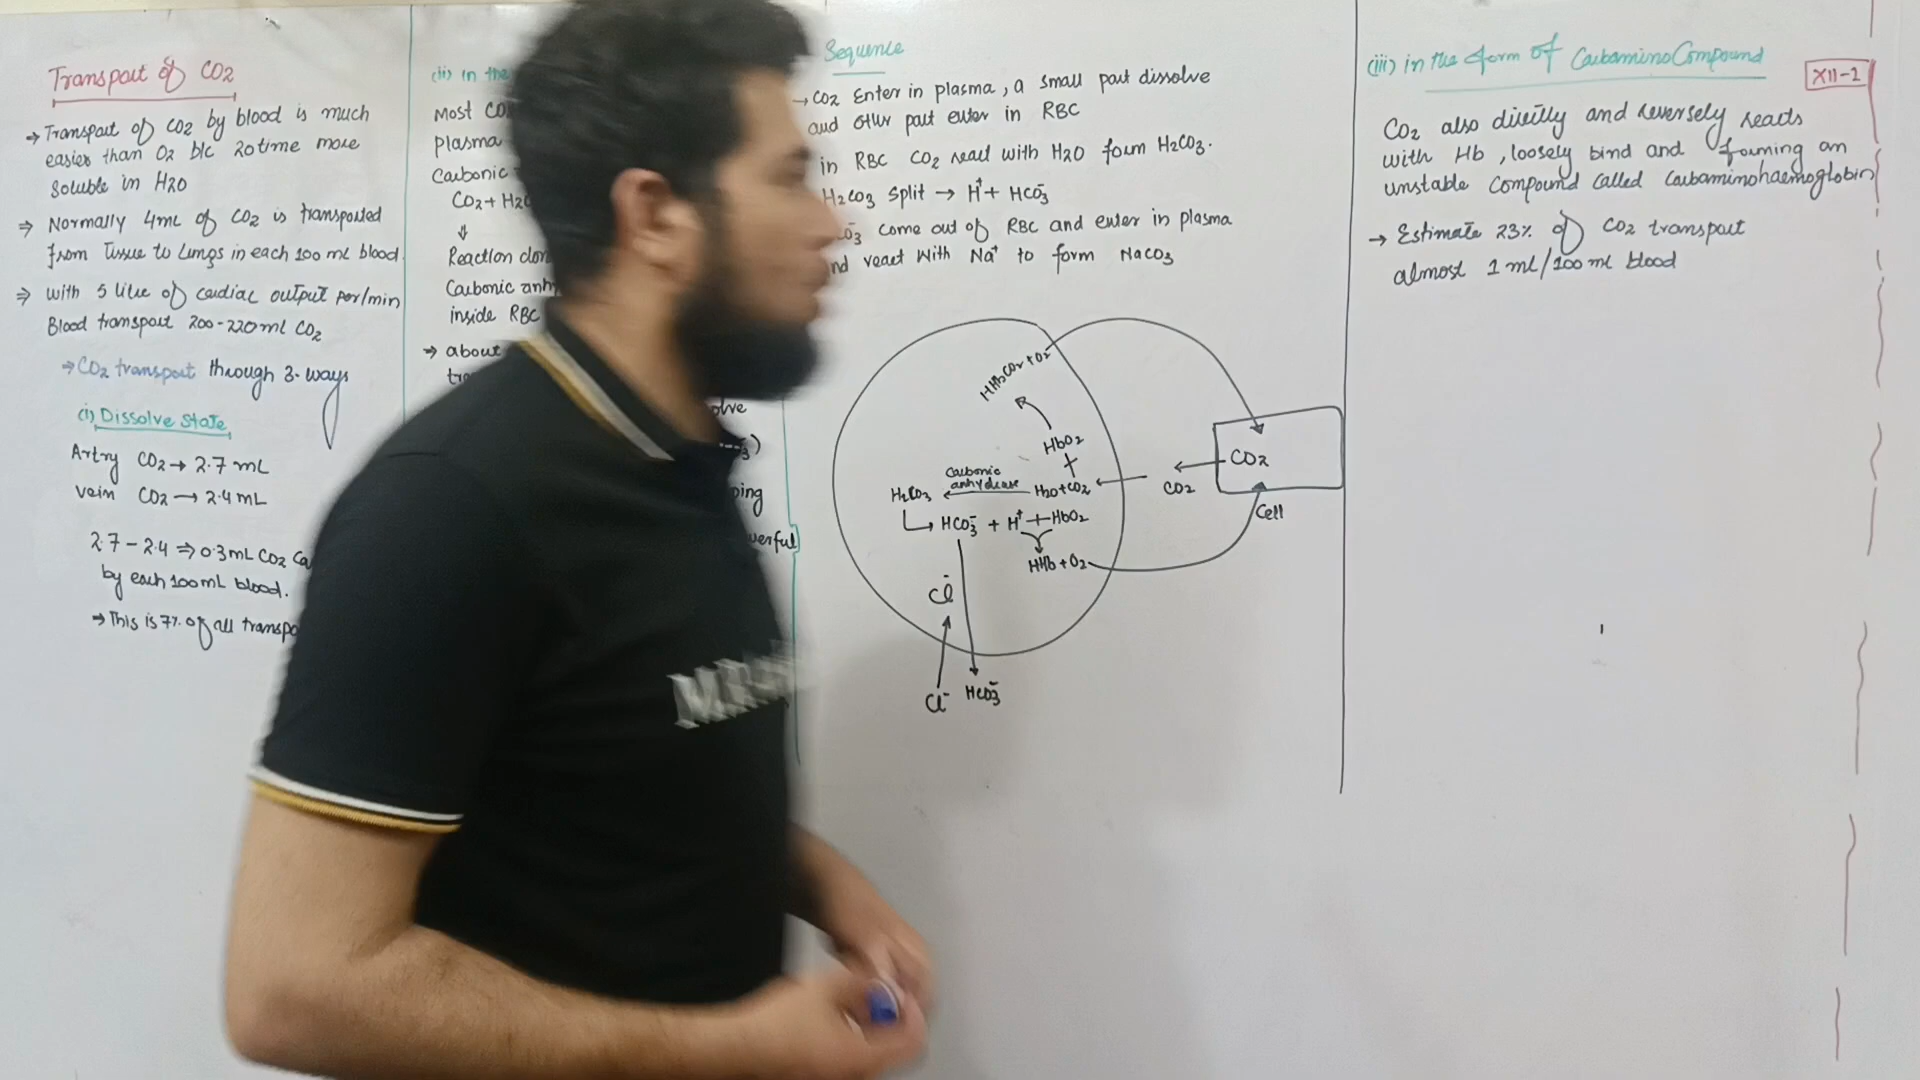 Transport of CO2
→ Transport of CO2 by blood is much
easier than O2 b/c 20 time more
soluble in H2O
⇒ Normally 4mL of CO2 is transported
from tissue to Lungs in each 100 mL blood.
⇒ with 5 litre of cardiac output per/min
Blood transport 200-220ml CO2
⇒ CO2 transport through 3-ways
(i) Dissolve State
Artry CO2 → 2.7 mL
vein CO2 → 2.4 mL
2.7 - 2.4 ⇒ 0.3mL CO2
by each 100mL blood.
→ This is 7% of all
(ii) in the
Most
plasma
Carbonic
CO2 +
⇓
Reaction
Carbonic
inside RBC
⇒ about
Sequence
→ CO2 Enter in plasma, a small part dissolve
and other part enter in RBC
in RBC CO2 react with H2O form H2CO3.
H2CO3 split → H+ + HCO3-
come out of RBC and enter in plasma
react with Na+ to form NaCO3
HHbCO2 + O2
HbO2
+
Carbonic
anhydrase
H2CO3 H2O + CO2
HCO3- + H+ + HbO2
HHb + O2
Cl-
Cl- HCO3-
CO2
CO2
Cell
(iii) in the form of Carbamino Compound
XII-2
CO2 also directly and reversely reacts
with Hb, loosely bind and forming an
unstable compound called Carbaminohaemoglobin
→ Estimate 23% of CO2 transport
almost 1 ml/100 ml blood